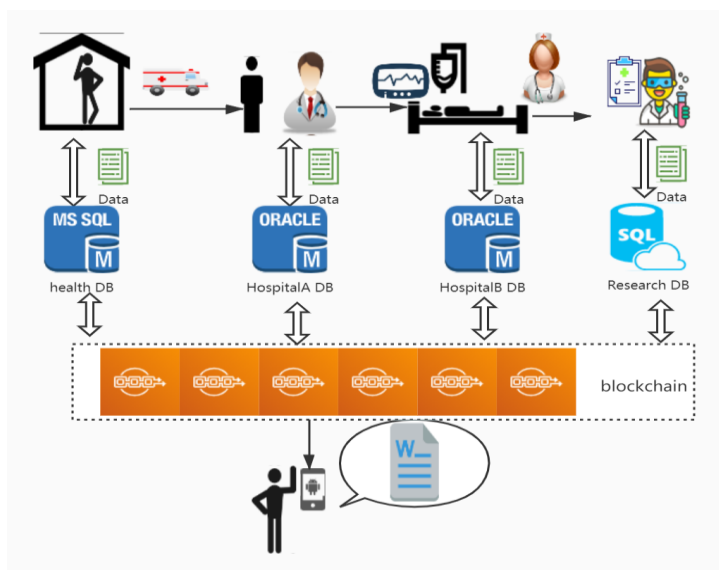 Data
Data
Data
Data
MS SQL
M
ORACLE
M
ORACLE
M
SQL
health DB
HospitalA DB
HospitalB DB
Research DB
blockchain
W